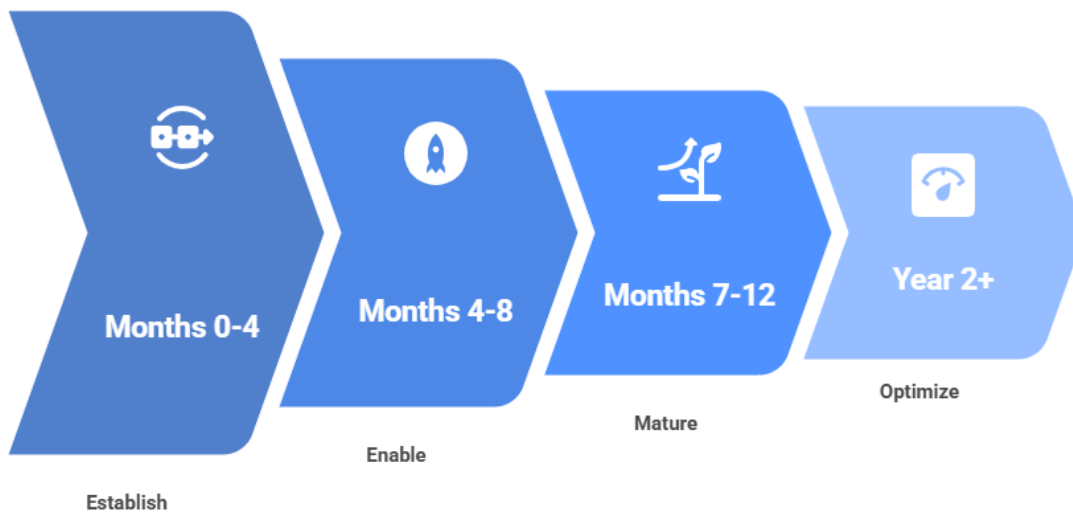 Months 0-4
Months 4-8
Months 7-12
Year 2+
Establish
Enable
Mature
Optimize